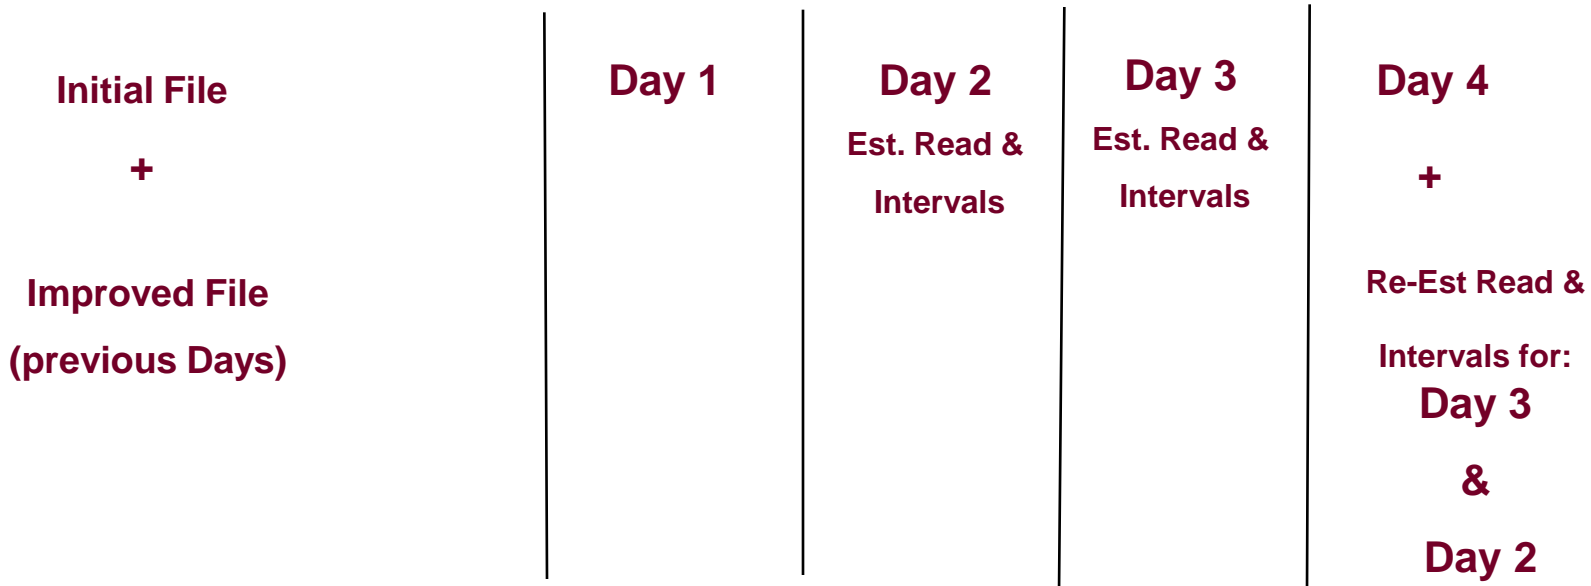 Initial File
+
Improved File
(previous Days)
Day 1
Day 2
Est. Read &
Intervals
Day 3
Est. Read &
Intervals
Day 4
+
Re-Est Read &
Intervals for:
Day 3
&
Day 2